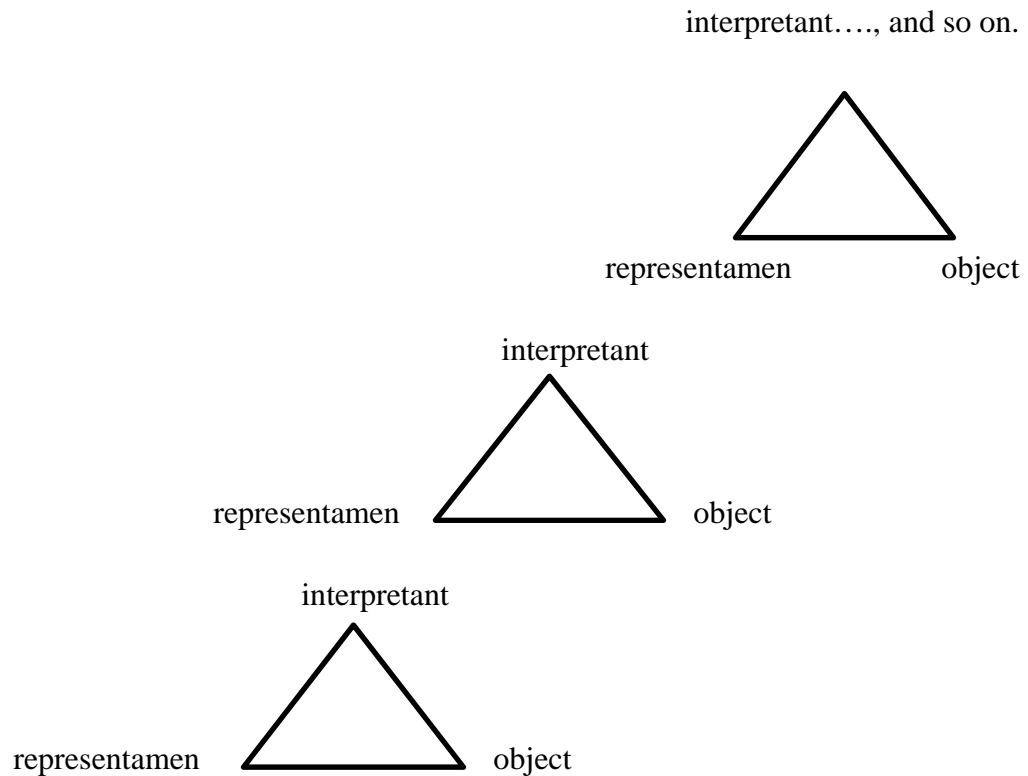 interpretant…., and so on.
representamen object
interpretant
representamen object
interpretant
representamen object